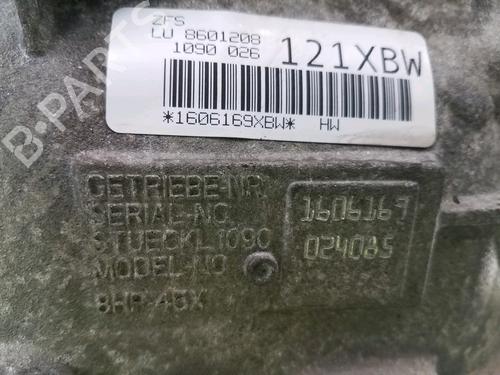 ZFS
LU 8601208
1090 026
121XBW
*1606169XBW* HW
GETRIEBE-NR.
SERIAL-NO.
1606169
STUECKL.1090
024085
MODEL-NO
8HP-45X
B-PARTS